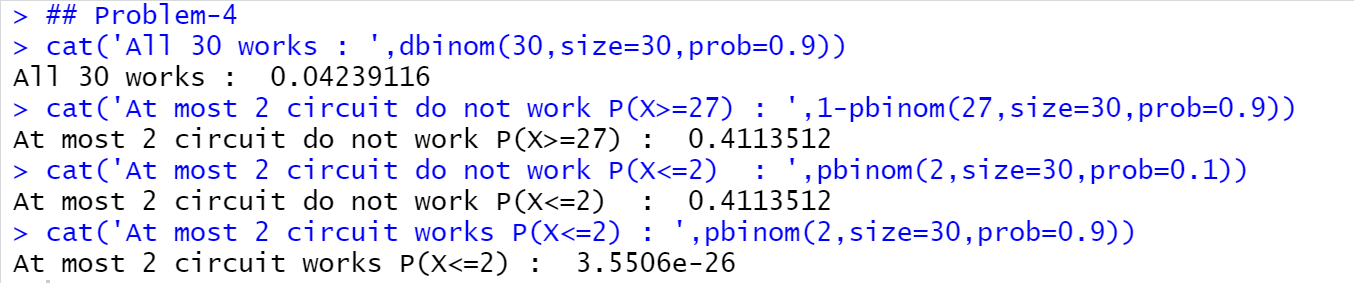 > ## Problem-4
> cat('All 30 works : ',dbinom(30,size=30,prob=0.9))
All 30 works :  0.04239116
> cat('At most 2 circuit do not work P(X>=27) : ',1-pbinom(27,size=30,prob=0.9))
At most 2 circuit do not work P(X>=27) :  0.4113512
> cat('At most 2 circuit do not work P(X<=2)  : ',pbinom(2,size=30,prob=0.1))
At most 2 circuit do not work P(X<=2)  :  0.4113512
> cat('At most 2 circuit works P(X<=2) : ',pbinom(2,size=30,prob=0.9))
At most 2 circuit works P(X<=2) :  3.5506e-26